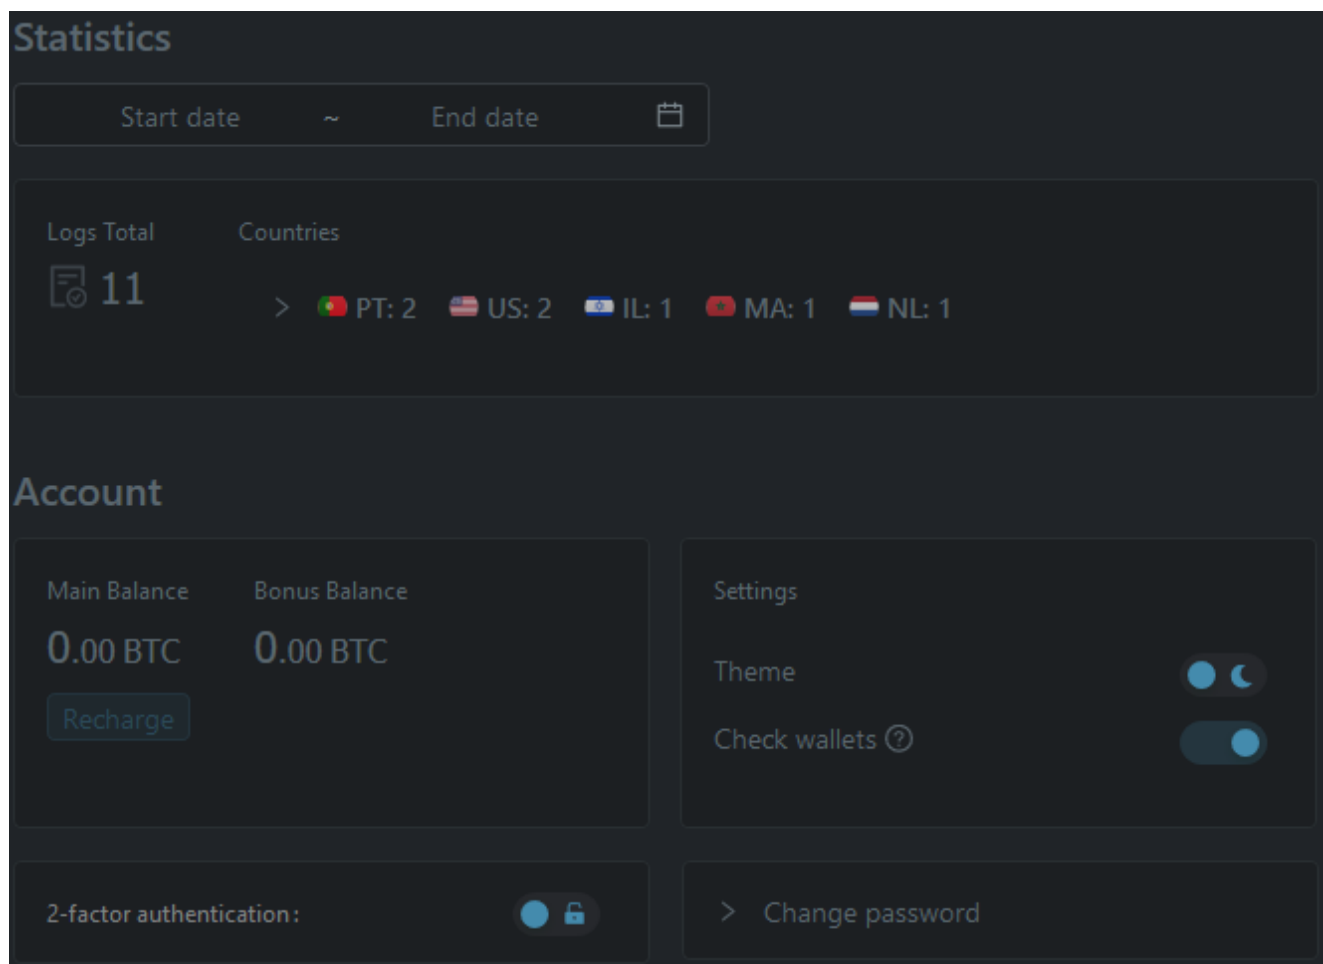 Statistics
Start date ~ End date
Logs Total Countries
11 > PT: 2 US: 2 IL: 1 MA: 1 NL: 1
Account
Main Balance Bonus Balance Settings
0.00 BTC 0.00 BTC
Theme
Recharge
Check wallets ?
2-factor authentication: > Change password